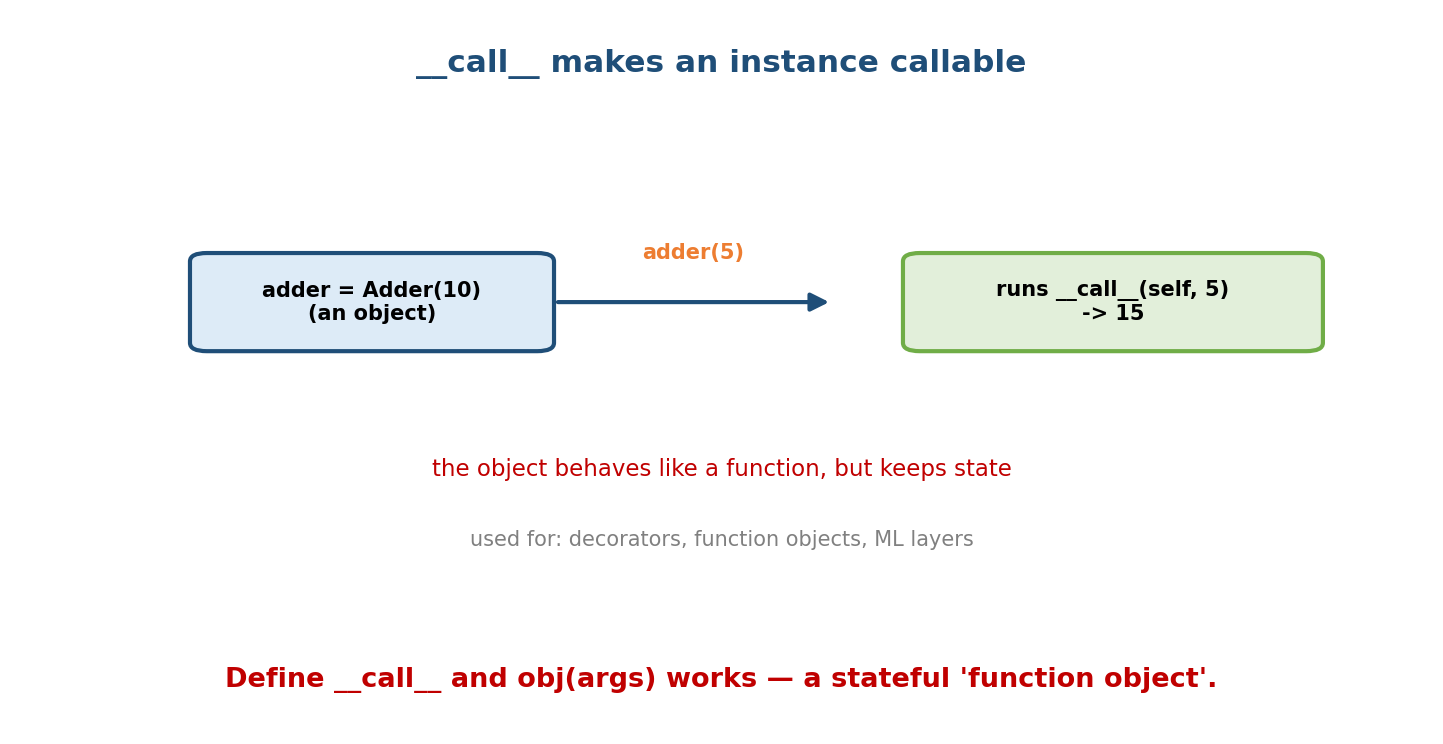 __call__ makes an instance callable
adder(5)
adder = Adder(10)
(an object)
runs __call__(self, 5)
-> 15
the object behaves like a function, but keeps state
used for: decorators, function objects, ML layers
Define __call__ and obj(args) works — a stateful 'function object'.